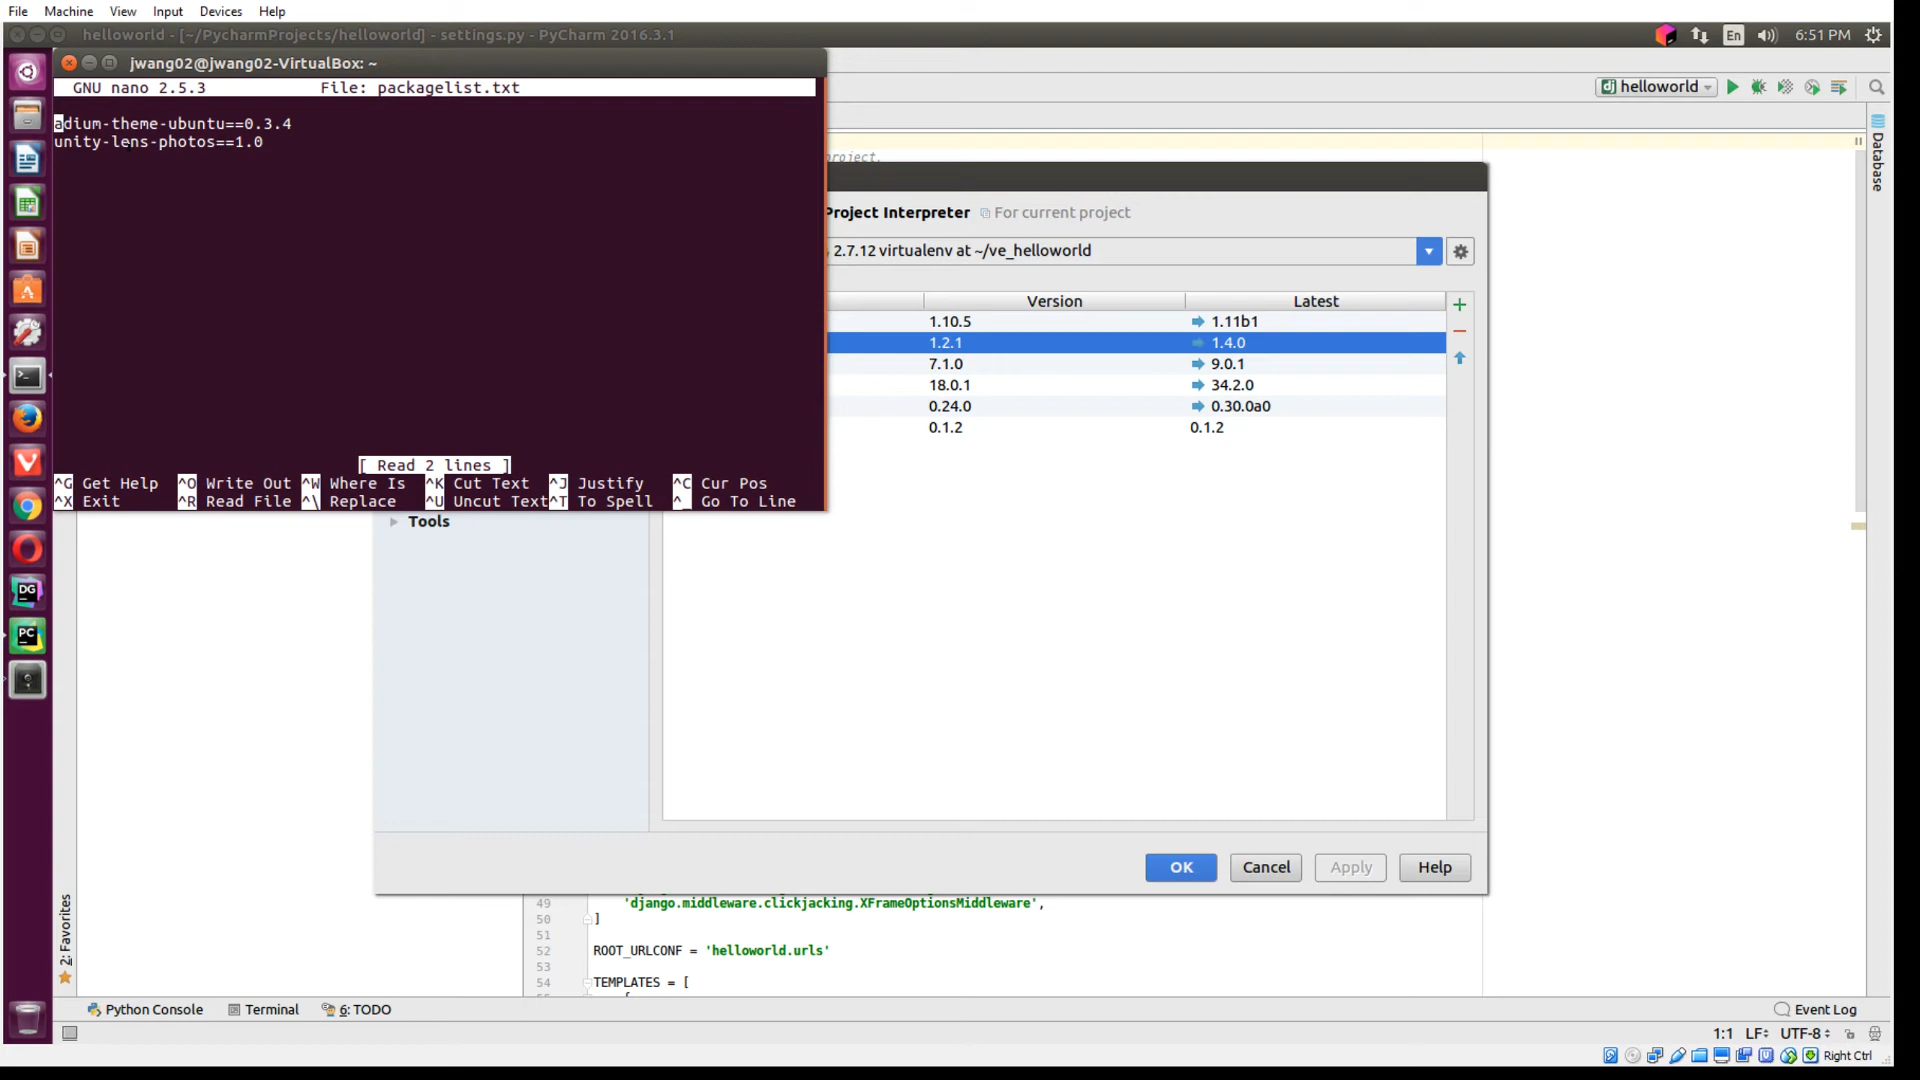 File Machine View Input Devices Help
helloworld - [~/PycharmProjects/helloworld] - settings.py - PyCharm 2016.3.1
En 6:51 PM
jwang02@jwang02-VirtualBox: ~
GNU nano 2.5.3 File: packagelist.txt
adium-theme-ubuntu==0.3.4
unity-lens-photos==1.0
[ Read 2 lines ]
^G Get Help ^O Write Out ^W Where Is ^K Cut Text ^J Justify ^C Cur Pos
^X Exit ^R Read File ^\ Replace ^U Uncut Text ^T To Spell ^_ Go To Line
helloworld
Database
project.
Project Interpreter For current project
2.7.12 virtualenv at ~/ve_helloworld
Version Latest
1.10.5 1.11b1
1.2.1 1.4.0
7.1.0 9.0.1
18.0.1 34.2.0
0.24.0 0.30.0a0
0.1.2 0.1.2
Tools
OK Cancel Apply Help
DG
PC
2: Favorites
49 'django.middleware.clickjacking.XFrameOptionsMiddleware',
50 ]
51
52 ROOT_URLCONF = 'helloworld.urls'
53
54 TEMPLATES = [
Python Console Terminal 6: TODO Event Log
1:1 LF UTF-8
Right Ctrl